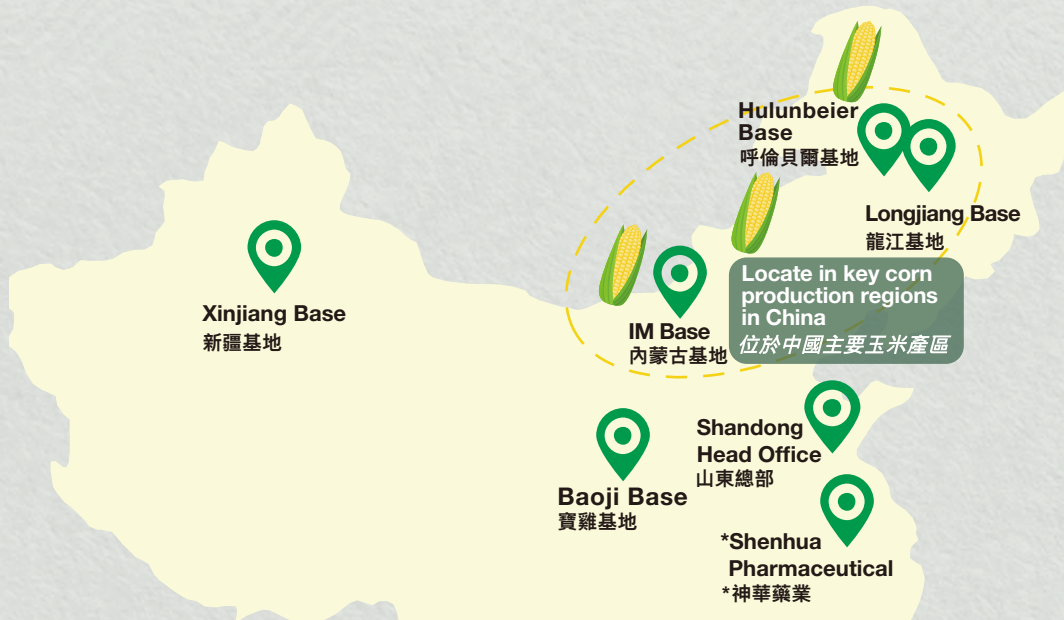 Hulunbeier
Base
呼倫貝爾基地
Longjiang Base
龍江基地
Xinjiang Base
新疆基地
IM Base
內蒙古基地
Locate in key corn
production regions
in China
位於中國主要玉米產區
Shandong
Head Office
山東總部
Baoji Base
寶雞基地
*Shenhua
Pharmaceutical
*神華藥業